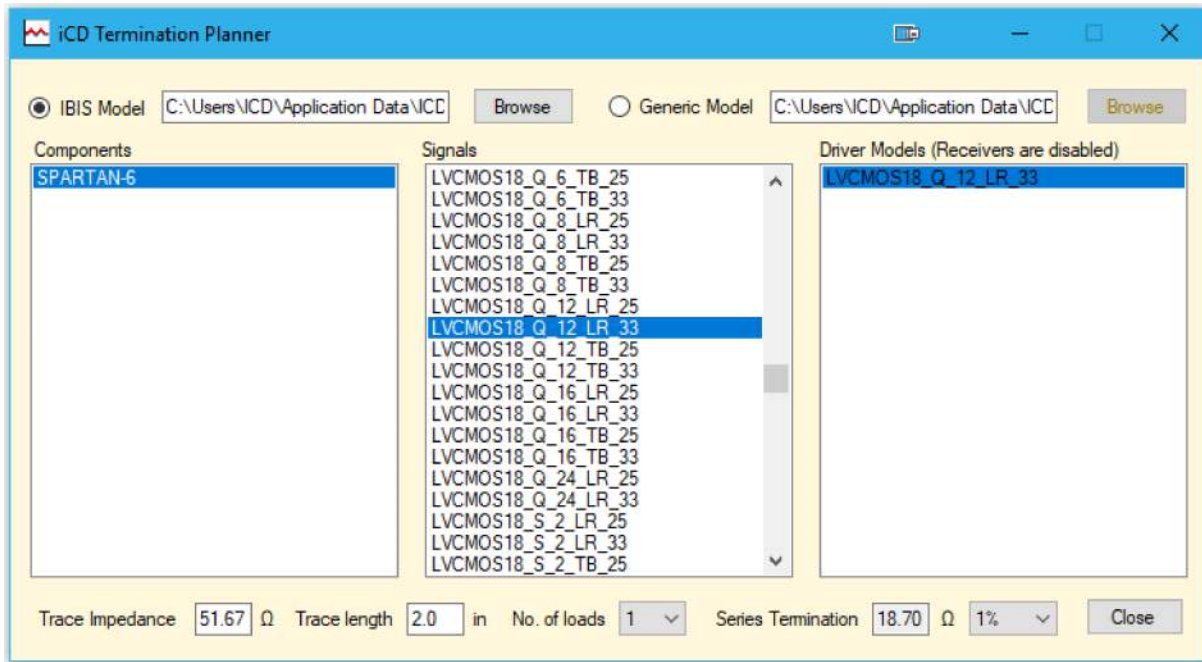 iCD Termination Planner
IBIS Model C:\Users\ICD\Application Data\ICD Browse Generic Model C:\Users\ICD\Application Data\ICD Browse
Components Signals Driver Models (Receivers are disabled)
SPARTAN-6 LVCMOS18_Q_6_TB_25 LVCMOS18_Q_12_LR_33
LVCMOS18_Q_6_TB_33
LVCMOS18_Q_8_LR_25
LVCMOS18_Q_8_LR_33
LVCMOS18_Q_8_TB_25
LVCMOS18_Q_8_TB_33
LVCMOS18_Q_12_LR_25
LVCMOS18_Q_12_LR_33
LVCMOS18_Q_12_TB_25
LVCMOS18_Q_12_TB_33
LVCMOS18_Q_16_LR_25
LVCMOS18_Q_16_LR_33
LVCMOS18_Q_16_TB_25
LVCMOS18_Q_16_TB_33
LVCMOS18_Q_24_LR_25
LVCMOS18_Q_24_LR_33
LVCMOS18_S_2_LR_25
LVCMOS18_S_2_LR_33
LVCMOS18_S_2_TB_25
Trace Impedance 51.67 Ω Trace length 2.0 in No. of loads 1 Series Termination 18.70 Ω 1% Close